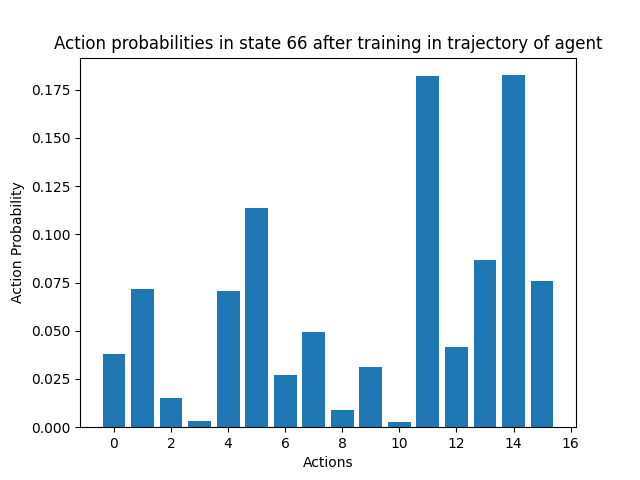 Action probabilities in state 66 after training in trajectory of agent
0.175
0.150
0.125
0.100
0.075
0.050
0.025
0.000
Action Probability
0 2 4 6 8 10 12 14 16
Actions